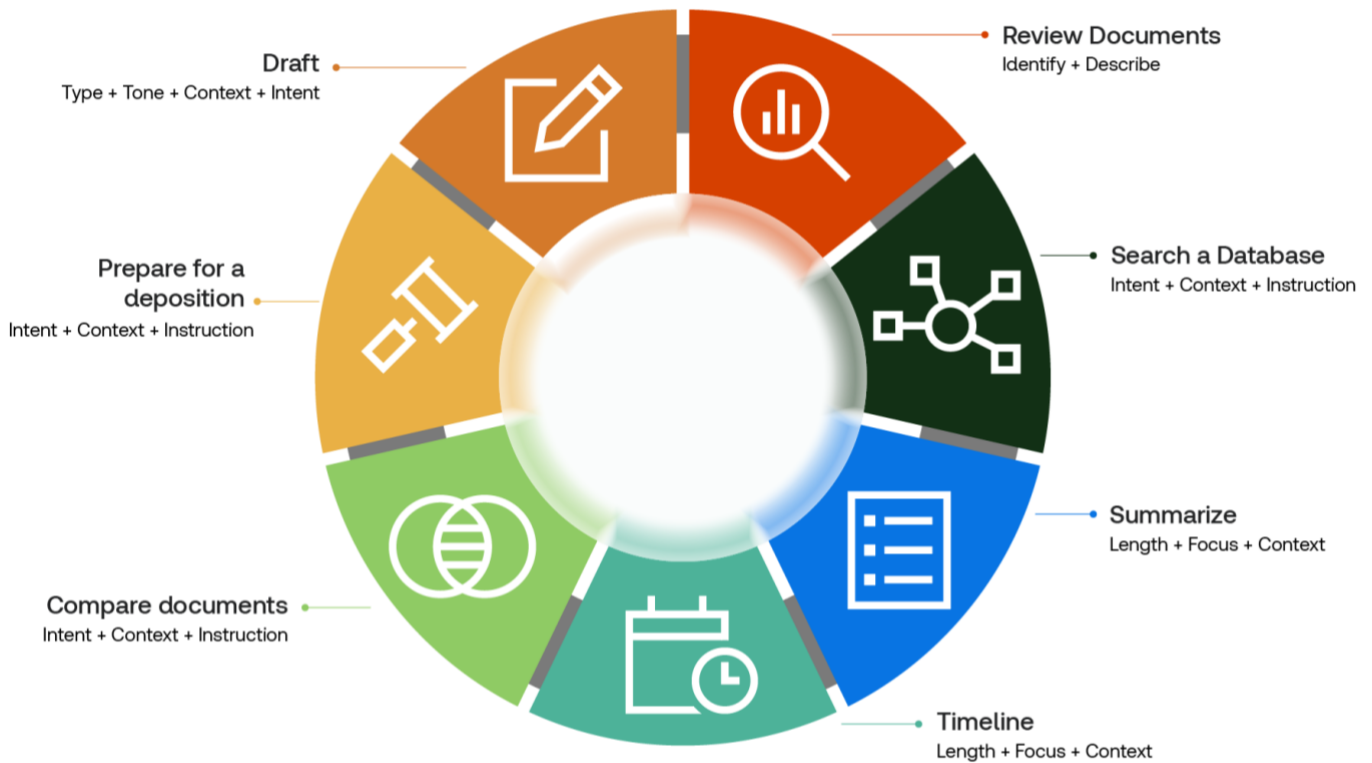 Review Documents
Identify + Describe
Search a Database
Intent + Context + Instruction
Summarize
Length + Focus + Context
Timeline
Length + Focus + Context
Compare documents
Intent + Context + Instruction
Prepare for a
deposition
Intent + Context + Instruction
Draft
Type + Tone + Context + Intent